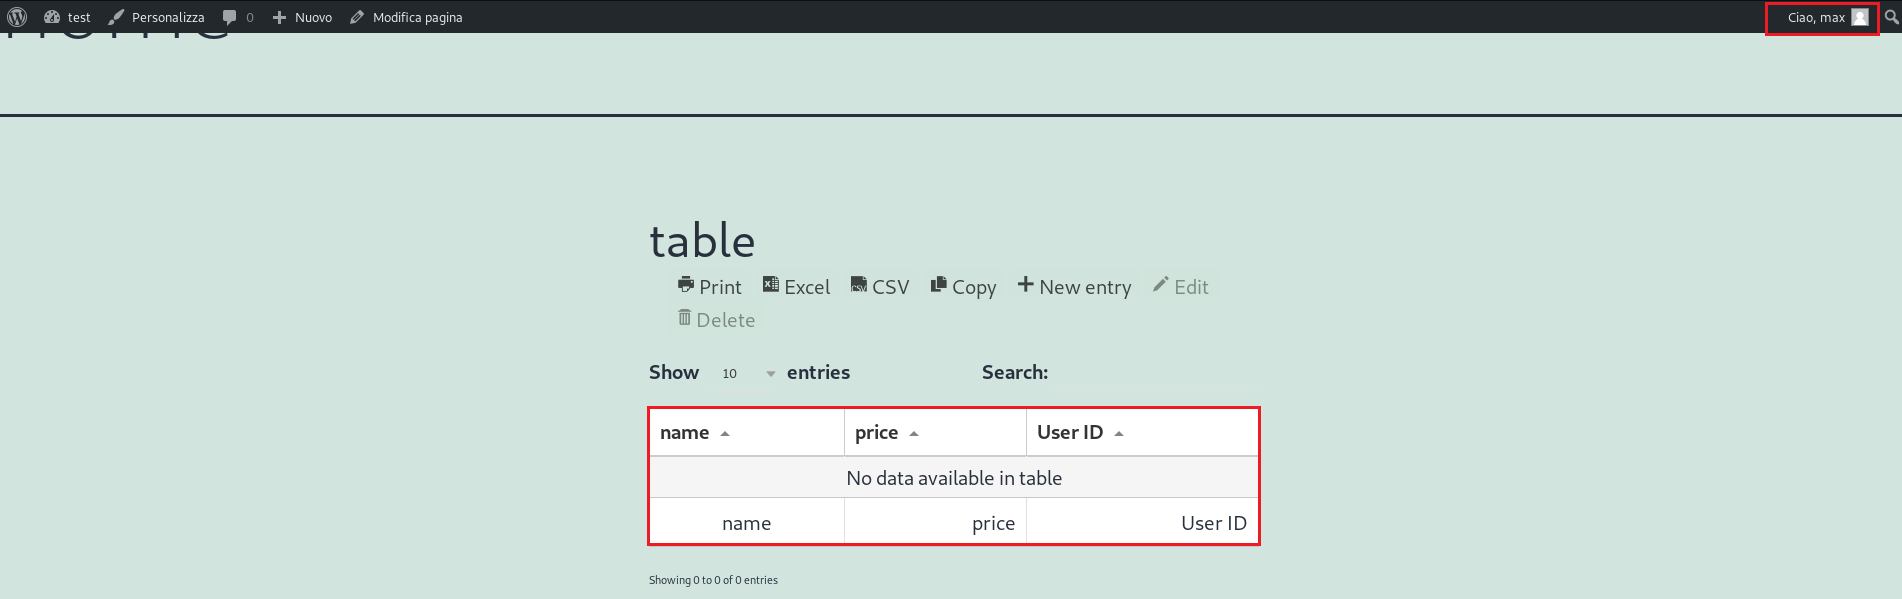 test Personalizza 0 Nuovo Modifica pagina Ciao, max
table
Print Excel CSV Copy New entry Edit
Delete
Show 10 entries Search:
name price User ID
No data available in table
name price User ID
Showing 0 to 0 of 0 entries